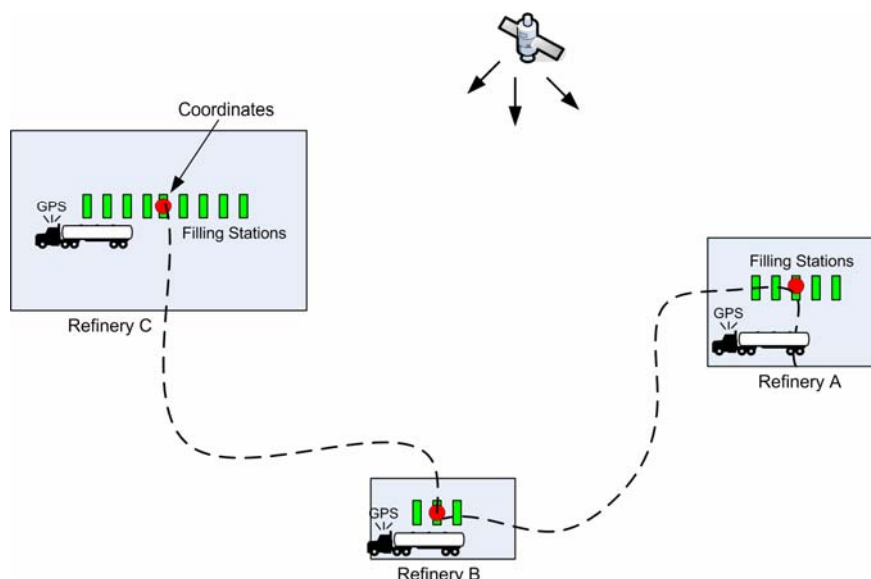 Coordinates
GPS
Filling Stations
Refinery C
Filling Stations
GPS
Refinery A
GPS
Refinery B